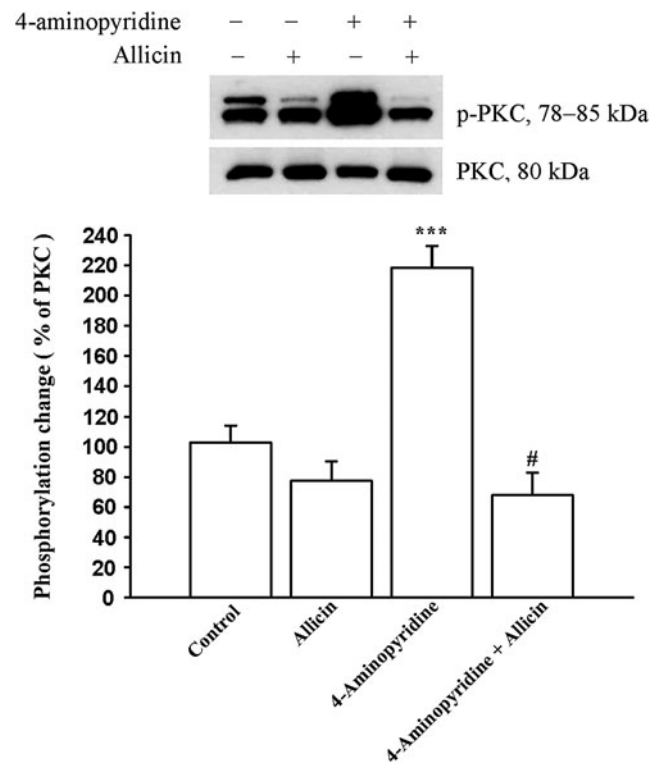 4-aminopyridine − − + +
Allicin − + − +
p-PKC, 78–85 kDa
PKC, 80 kDa
Phosphorylation change ( % of PKC )
240
220
200
180
160
140
120
100
80
60
40
20
0
***
#
Control
Allicin
4-Aminopyridine
4-Aminopyridine + Allicin